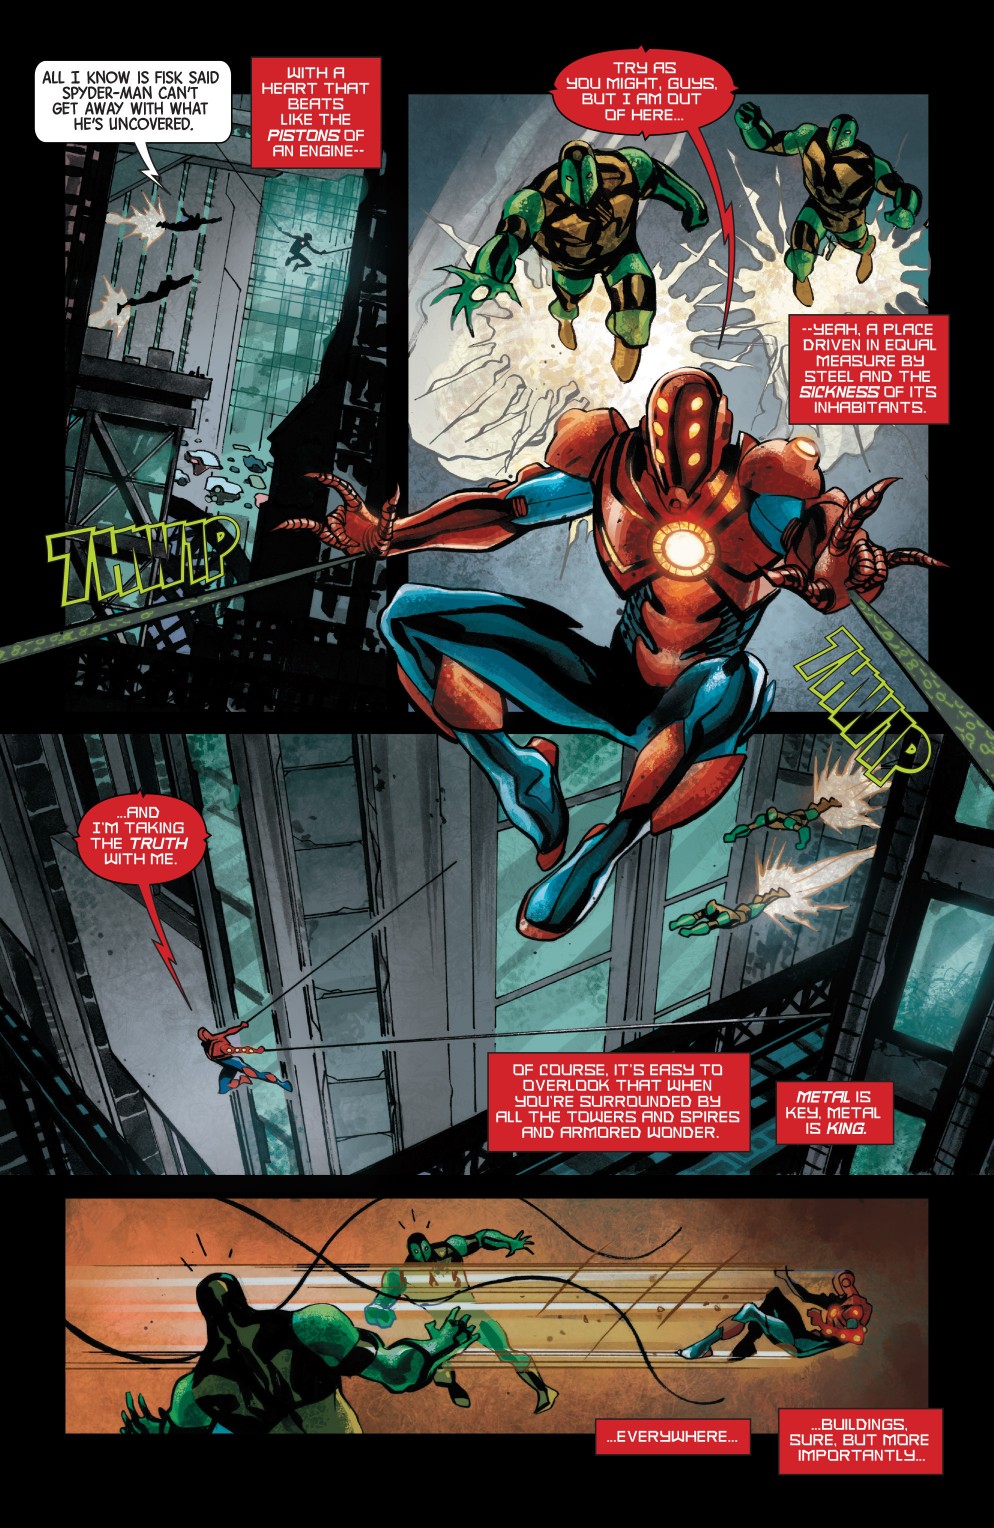 ALL I KNOW IS FISK SAID
SPYDER-MAN CAN'T
GET AWAY WITH WHAT
HE'S UNCOVERED.
WITH A
HEART THAT
BEATS
LIKE THE
PISTONS OF
AN ENGINE--
TRY AS
YOU MIGHT, GUYS,
BUT I AM OUT
OF HERE...
--YEAH, A PLACE
DRIVEN IN EQUAL
MEASURE BY
STEEL AND THE
SICKNESS OF ITS
INHABITANTS.
THWIP
THWIP
...AND
I'M TAKING
THE TRUTH
WITH ME.
OF COURSE, IT'S EASY TO
OVERLOOK THAT WHEN
YOU'RE SURROUNDED BY
ALL THE TOWERS AND SPIRES
AND ARMORED WONDER.
METAL IS
KEY, METAL
IS KING.
...EVERYWHERE...
...BUILDINGS,
SURE, BUT MORE
IMPORTANTLY...